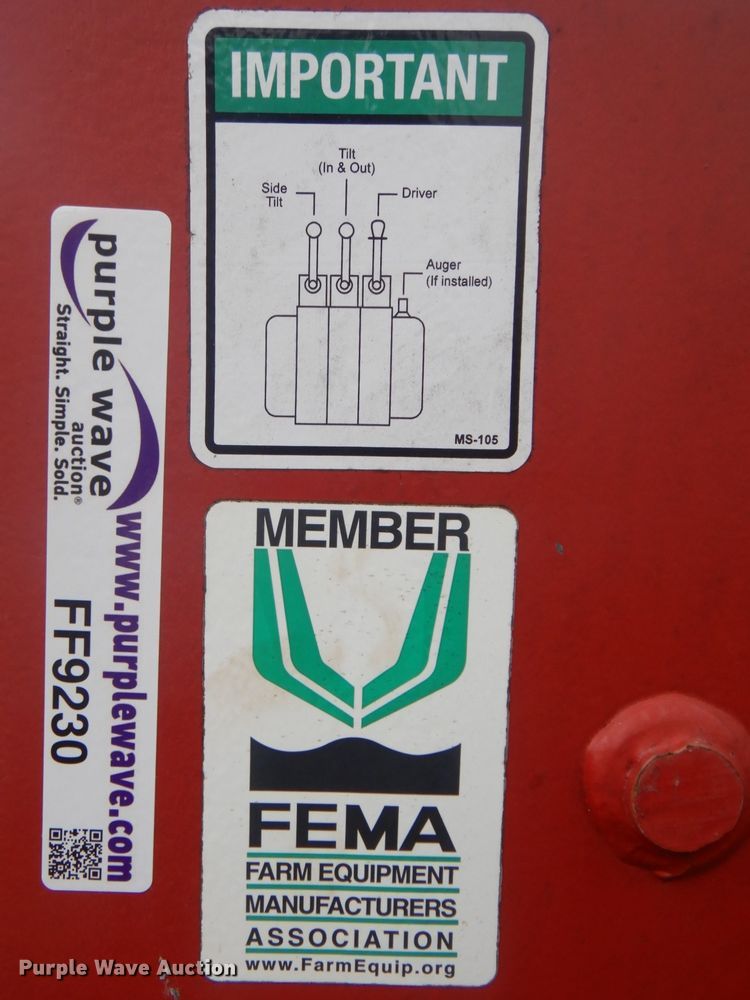 IMPORTANT
Tilt
(In & Out)
Side
Tilt
Driver
Auger
(If installed)
MS-105
purple wave
auction®
Straight. Simple. Sold.
www.purplewave.com
FF9230
MEMBER
FEMA
FARM EQUIPMENT
MANUFACTURERS
ASSOCIATION
www.FarmEquip.org
Purple Wave Auction